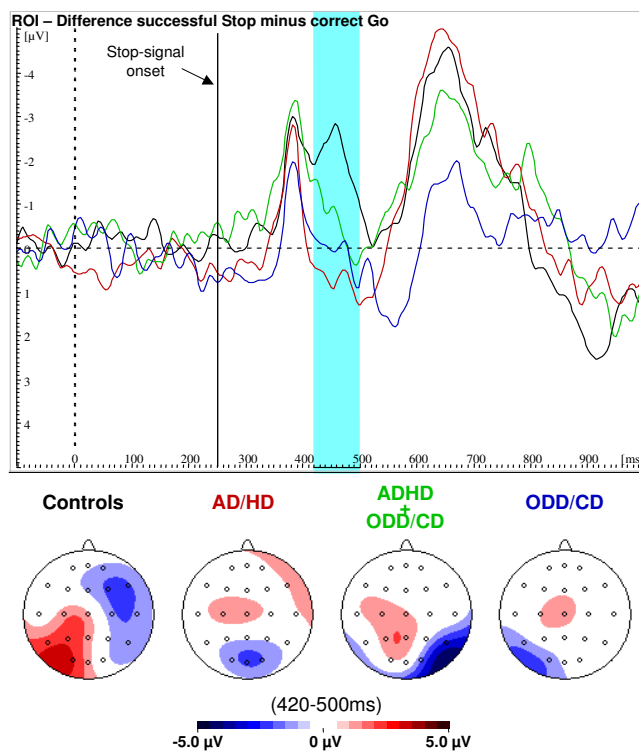 ROI – Difference successful Stop minus correct Go
[µV]
Stop-signal
onset
-4
-3
-2
-1
0
1
2
3
4
0 100 200 300 400 500 600 700 800 900 [ms
Controls AD/HD ADHD + ODD/CD ODD/CD
(420-500ms)
-5.0 µV 0 µV 5.0 µV